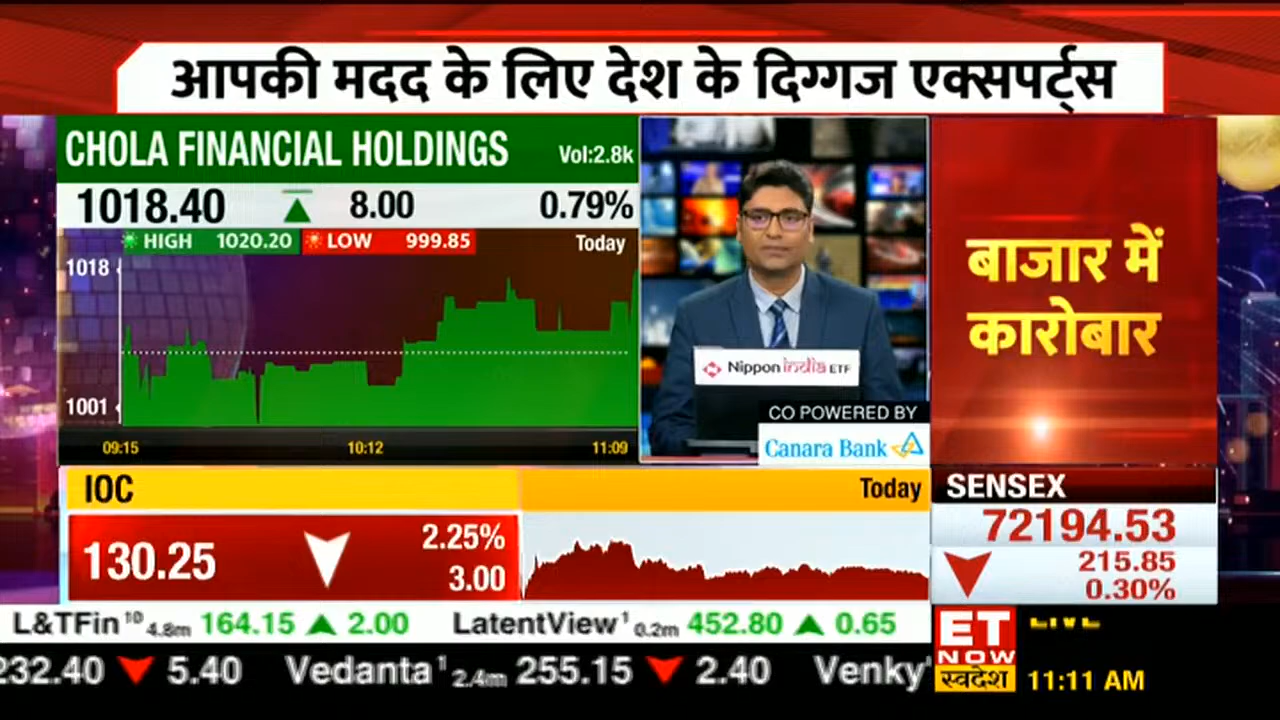 आपकी मदद के लिए देश के दिग्गज एक्सपर्ट्स
CHOLA FINANCIAL HOLDINGS Vol:2.8k
1018.40 8.00 0.79%
HIGH 1020.20 LOW 999.85 Today
1018
1001
09:15 10:12 11:09
Nippon india ETF
CO POWERED BY
Canara Bank
बाजार में
कारोबार
IOC Today
130.25 2.25%
3.00
SENSEX
72194.53
215.85
0.30%
L&TFin 10 4.8m 164.15 2.00 LatentView 1 0.2m 452.80 0.65
232.40 5.40 Vedanta 1 2.4m 255.15 2.40 Venky'
ET
NOW
स्वदेश
11:11 AM